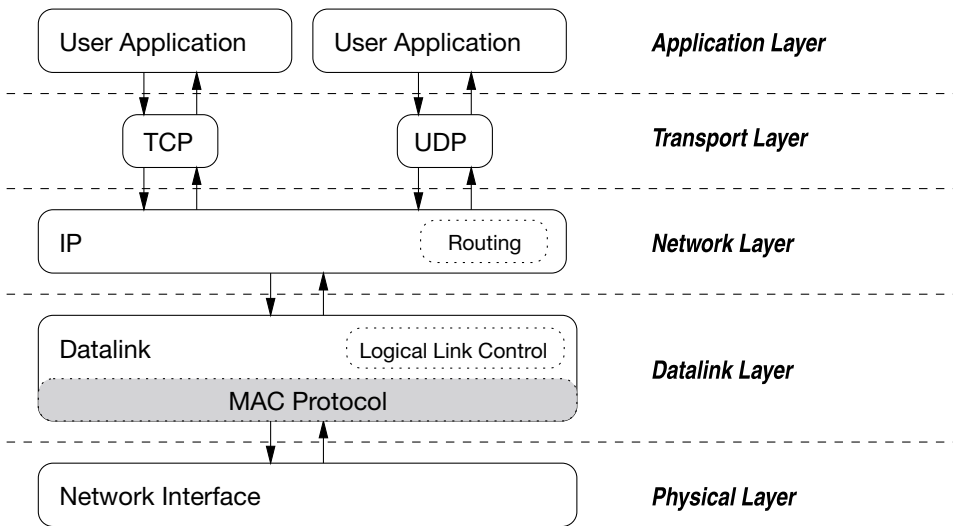 User Application
User Application
Application Layer
TCP
UDP
Transport Layer
IP
Routing
Network Layer
Datalink
Logical Link Control
Datalink Layer
MAC Protocol
Network Interface
Physical Layer